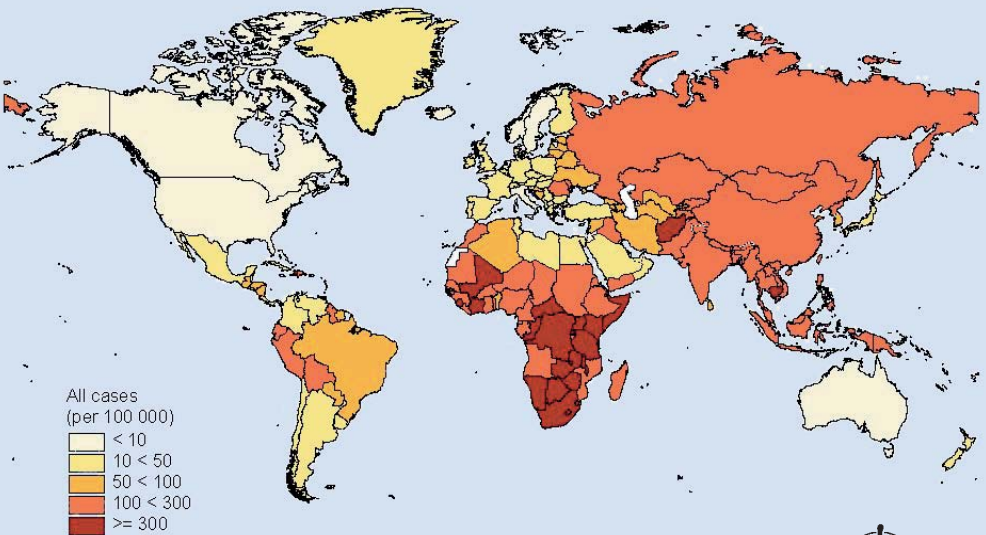 All cases
(per 100 000)
< 10
10 < 50
50 < 100
100 < 300
>= 300